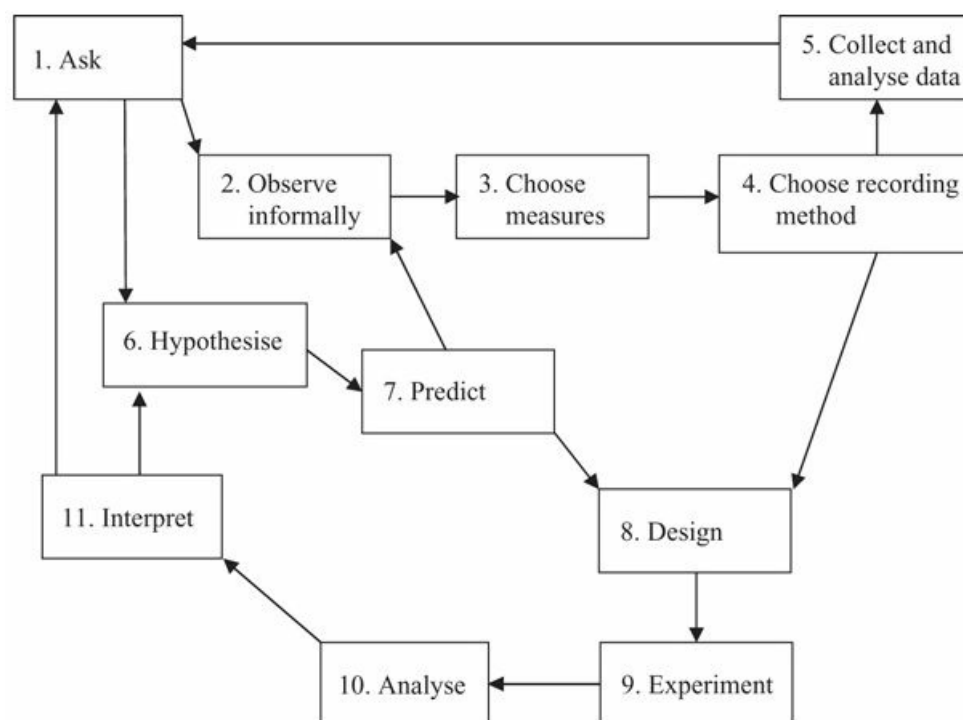 1. Ask
2. Observe
informally
3. Choose
measures
4. Choose recording
method
5. Collect and
analyse data
6. Hypothesise
7. Predict
8. Design
9. Experiment
10. Analyse
11. Interpret